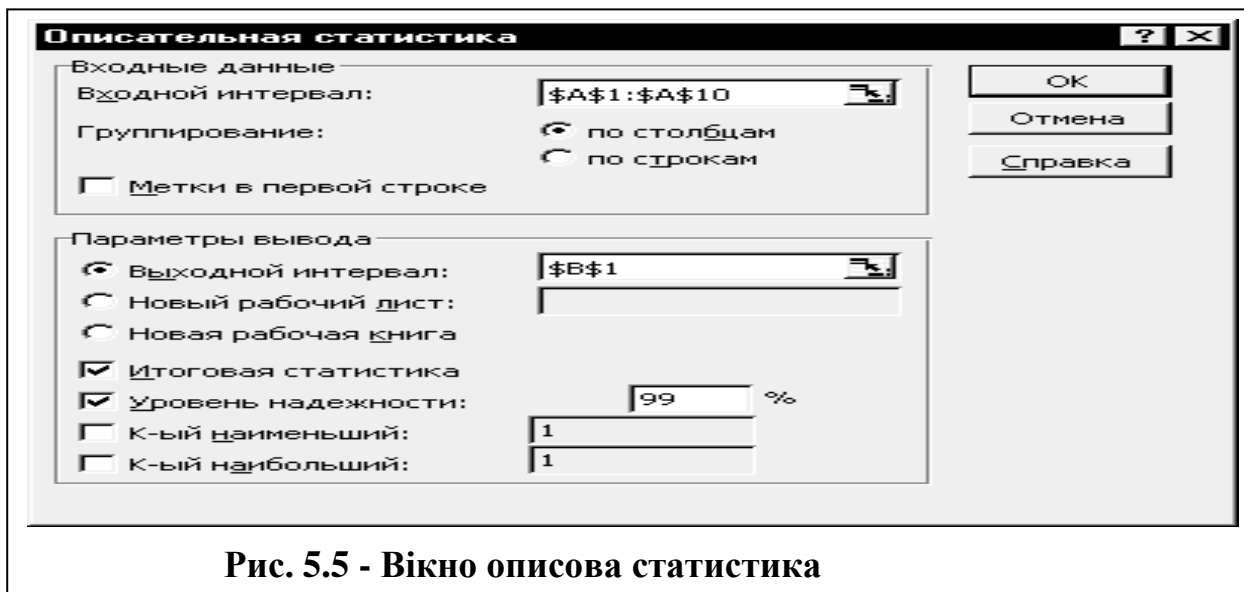 Описательная статистика
Входные данные
Входной интервал: $A$1:$A$10
Группирование: по столбцам
по строкам
Метки в первой строке
OK
Отмена
Справка
Параметры вывода
Выходной интервал: $B$1
Новый рабочий лист:
Новая рабочая книга
Итоговая статистика
Уровень надежности: 99 %
К-ый наименьший: 1
К-ый наибольший: 1
Рис. 5.5 - Вікно описова статистика